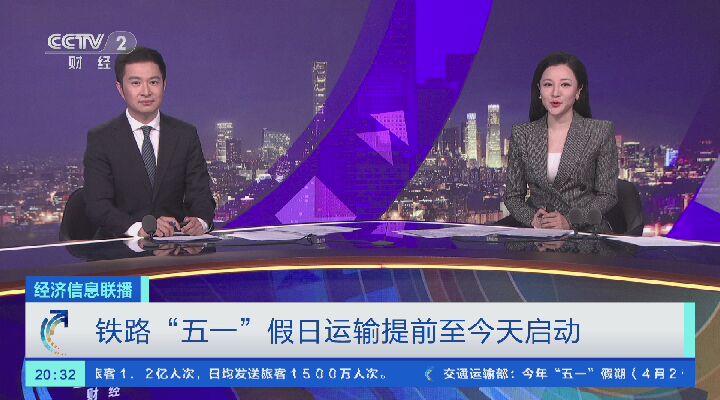 CCTV 2
财经
经济信息联播
铁路“五一”假日运输提前至今天启动
20:32
旅客1.2亿人次,日均发送旅客1500万人次。 交通运输部:今年“五一”假期(4月2
财经